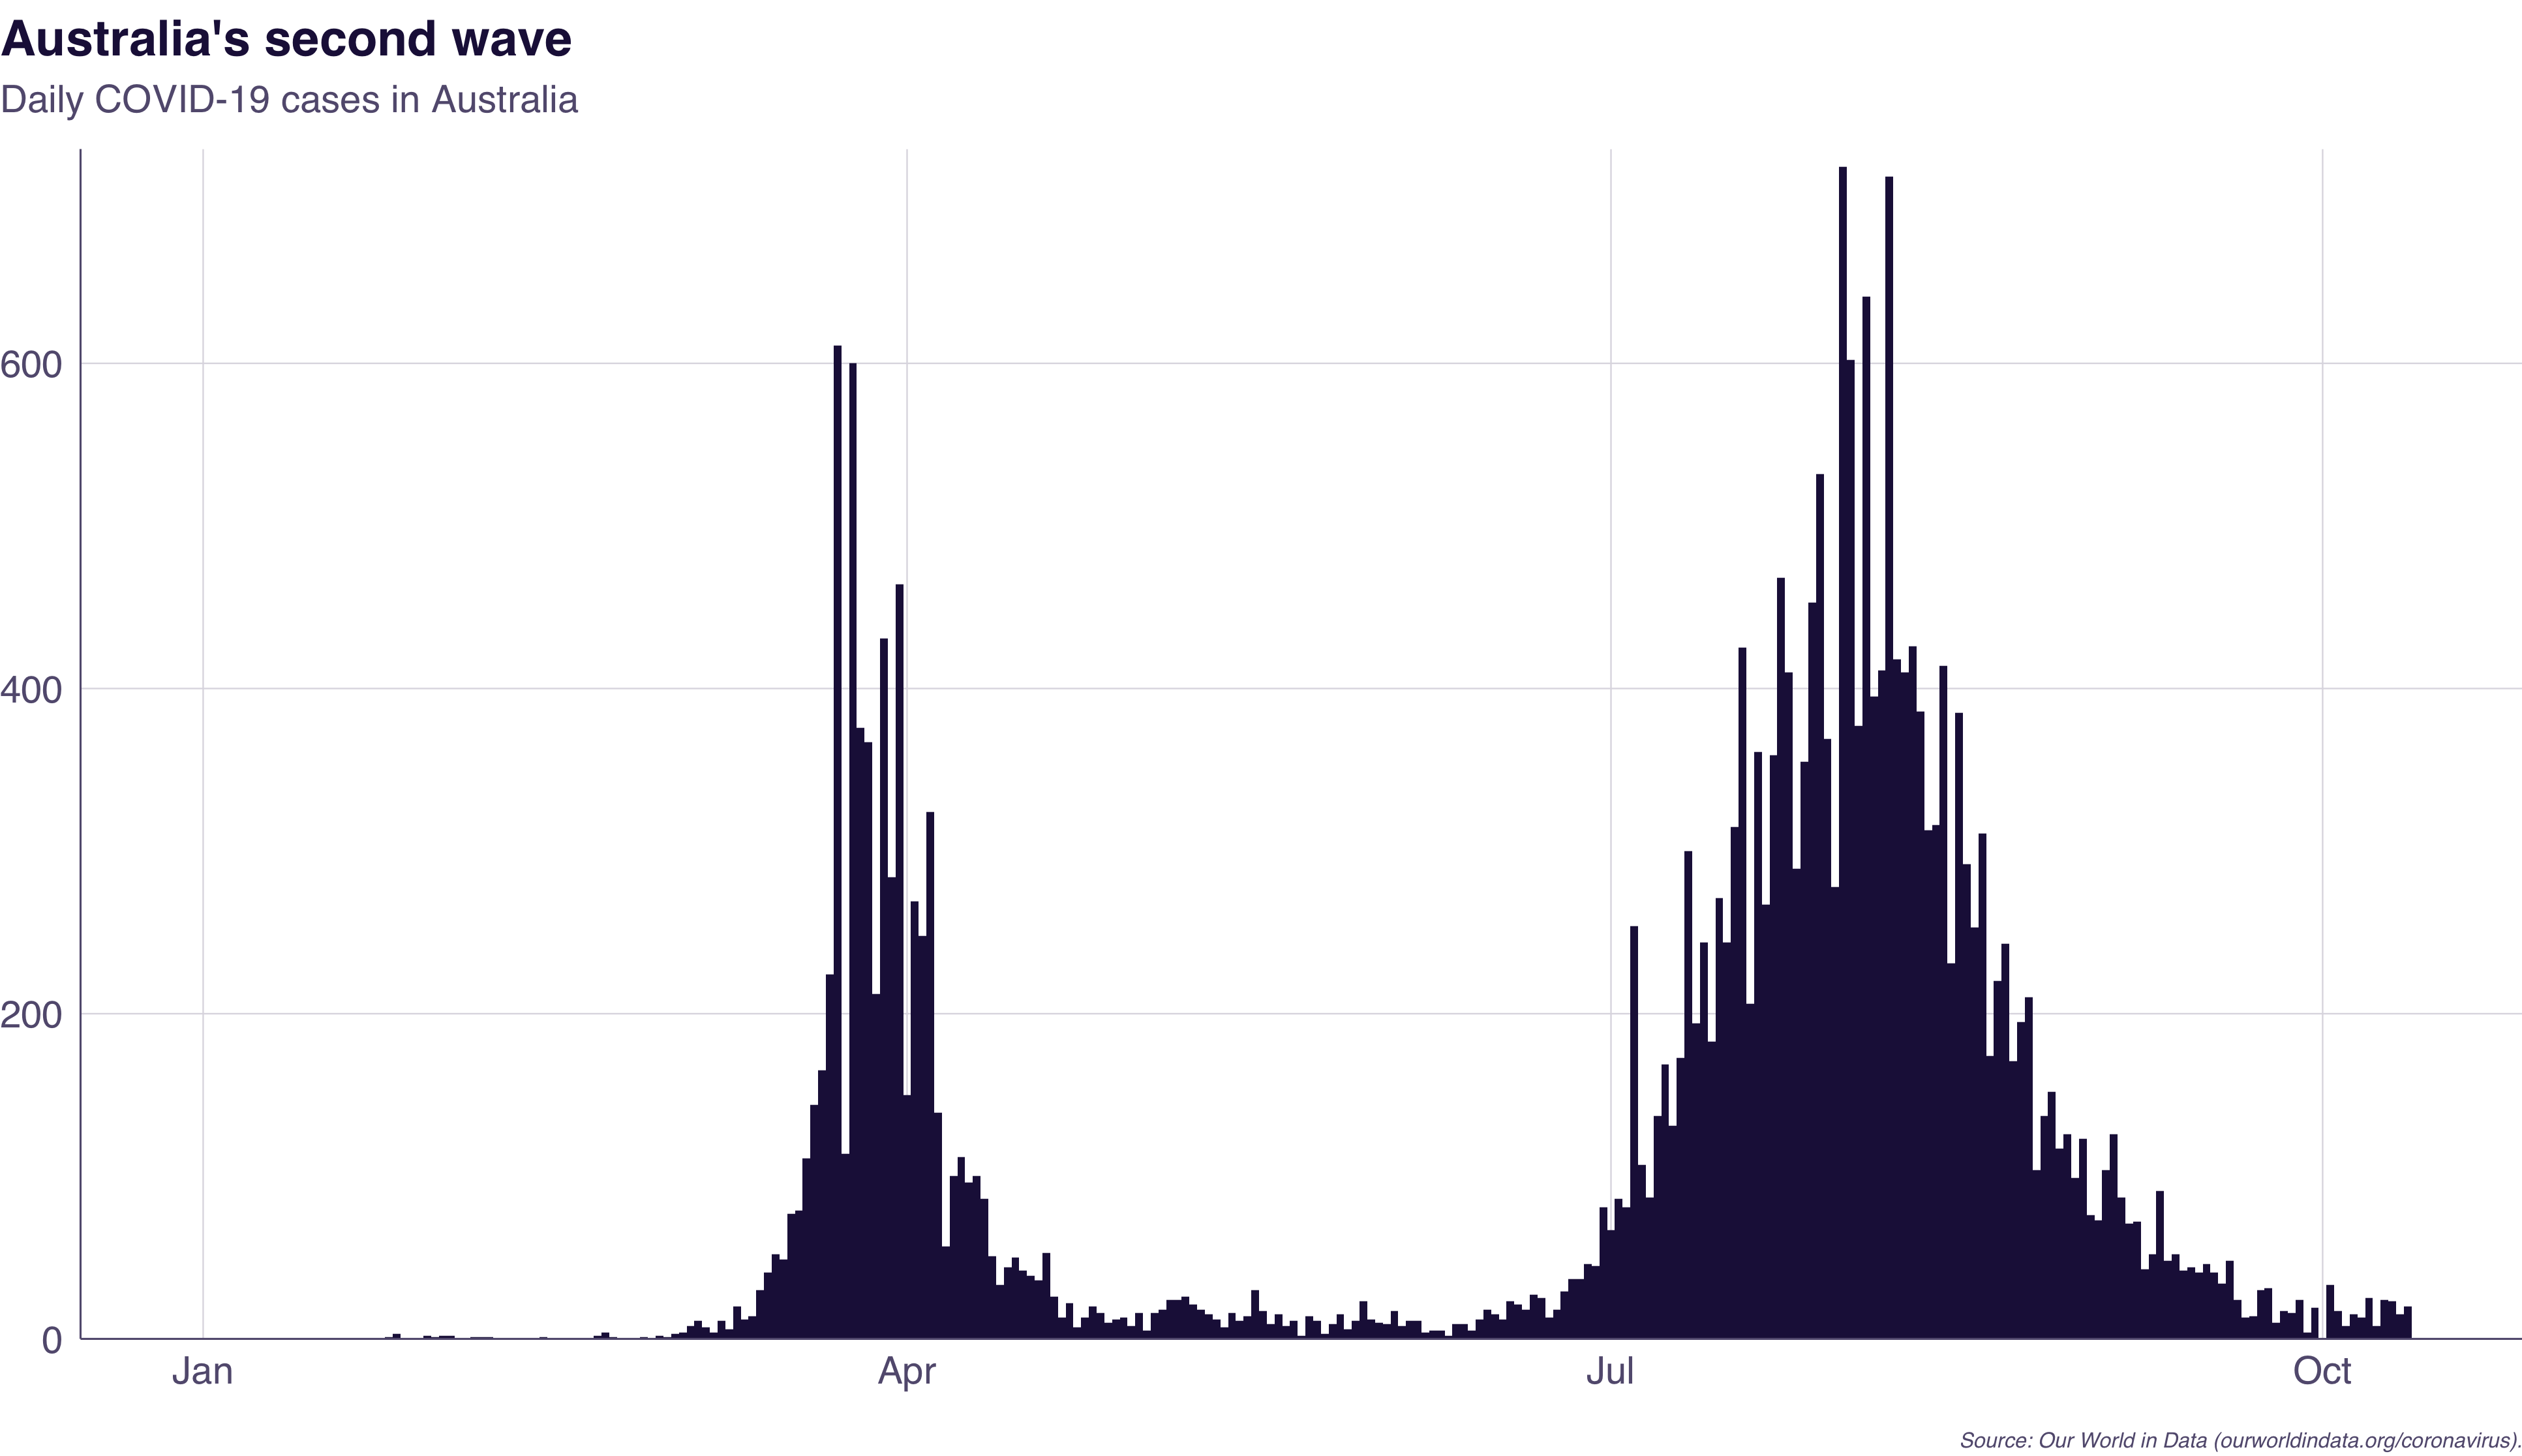 Australia's second wave
Daily COVID-19 cases in Australia
600
400
200
0
Jan Apr Jul Oct
Source: Our World in Data (ourworldindata.org/coronavirus).